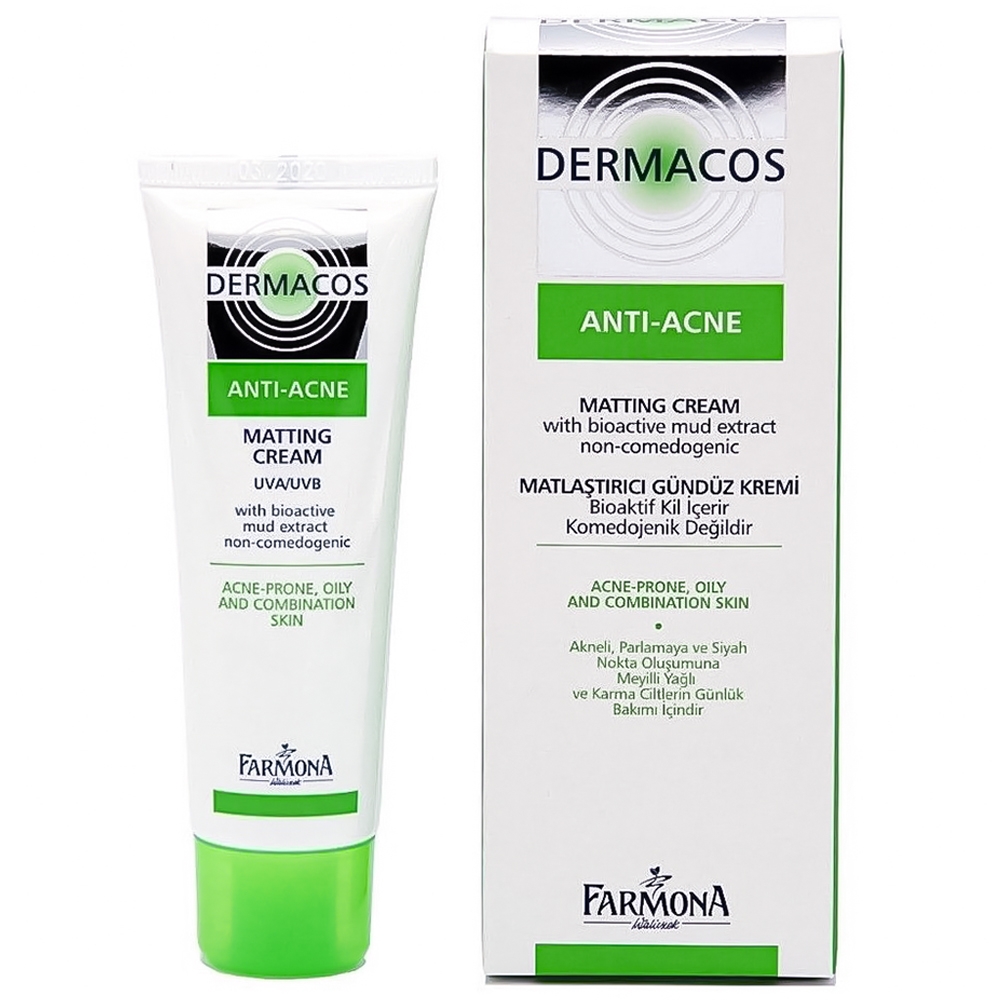 03.2020
DERMACOS
ANTI-ACNE
MATTING
CREAM
UVA/UVB
with bioactive
mud extract
non-comedogenic
ACNE-PRONE, OILY
AND COMBINATION
SKIN
FARMONA
DERMACOS
ANTI-ACNE
MATTING CREAM
with bioactive mud extract
non-comedogenic
MATLAŞTIRICI GÜNDÜZ KREMİ
Bioaktif Kil İçerir
Komedojenik Değildir
ACNE-PRONE, OILY
AND COMBINATION SKIN
Akneli, Parlamaya ve Siyah
Nokta Oluşumuna
Meyilli Yağlı
ve Karma Ciltlerin Günlük
Bakımı İçindir
FARMONA